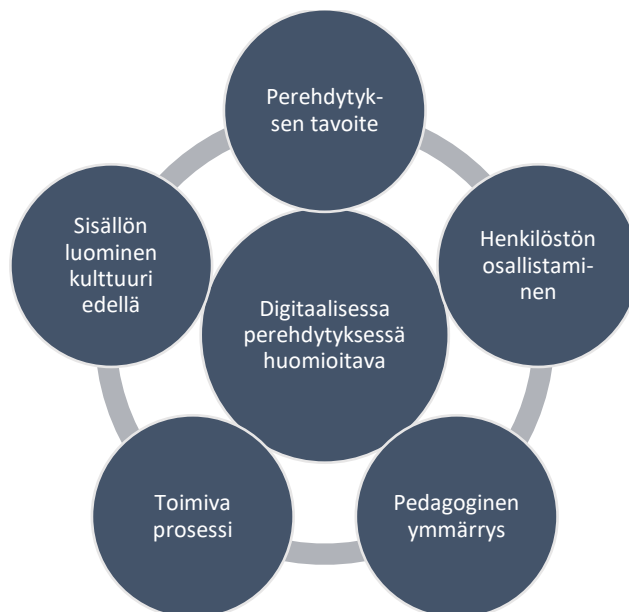 Perehdytyk-
sen tavoite
Henkilöstön
osallistami-
nen
Pedagoginen
ymmärrys
Toimiva
prosessi
Sisällön
luominen
kulttuuri
edellä
Digitaalisessa
perehdytyksessä
huomioitava